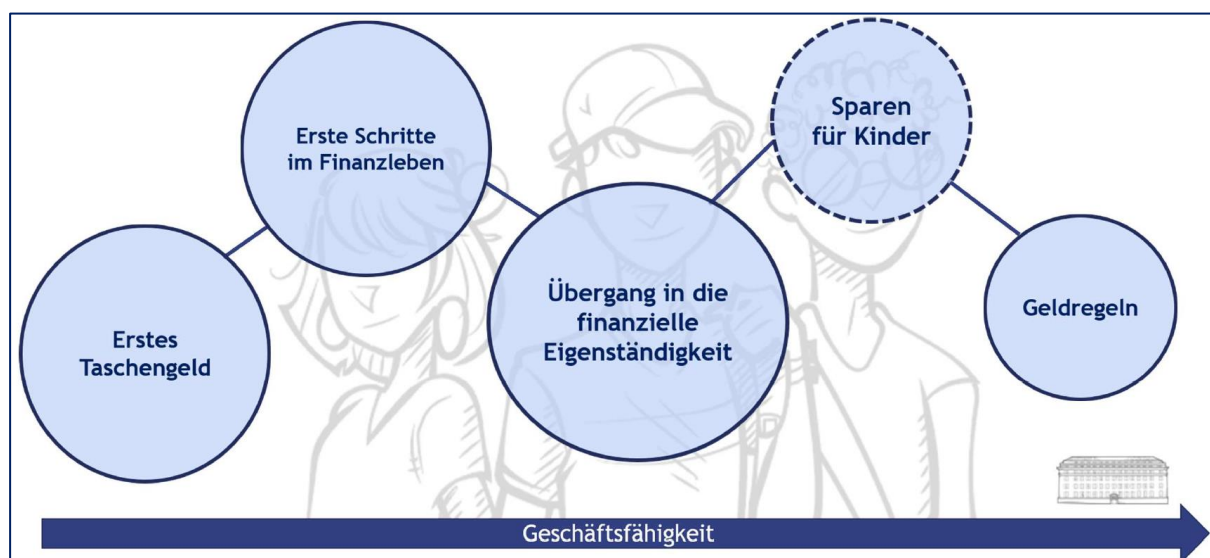 Erstes
Taschengeld
Erste Schritte
im Finanzleben
Übergang in die
finanzielle
Eigenständigkeit
Sparen
für Kinder
Geldregeln
Geschäftsfähigkeit